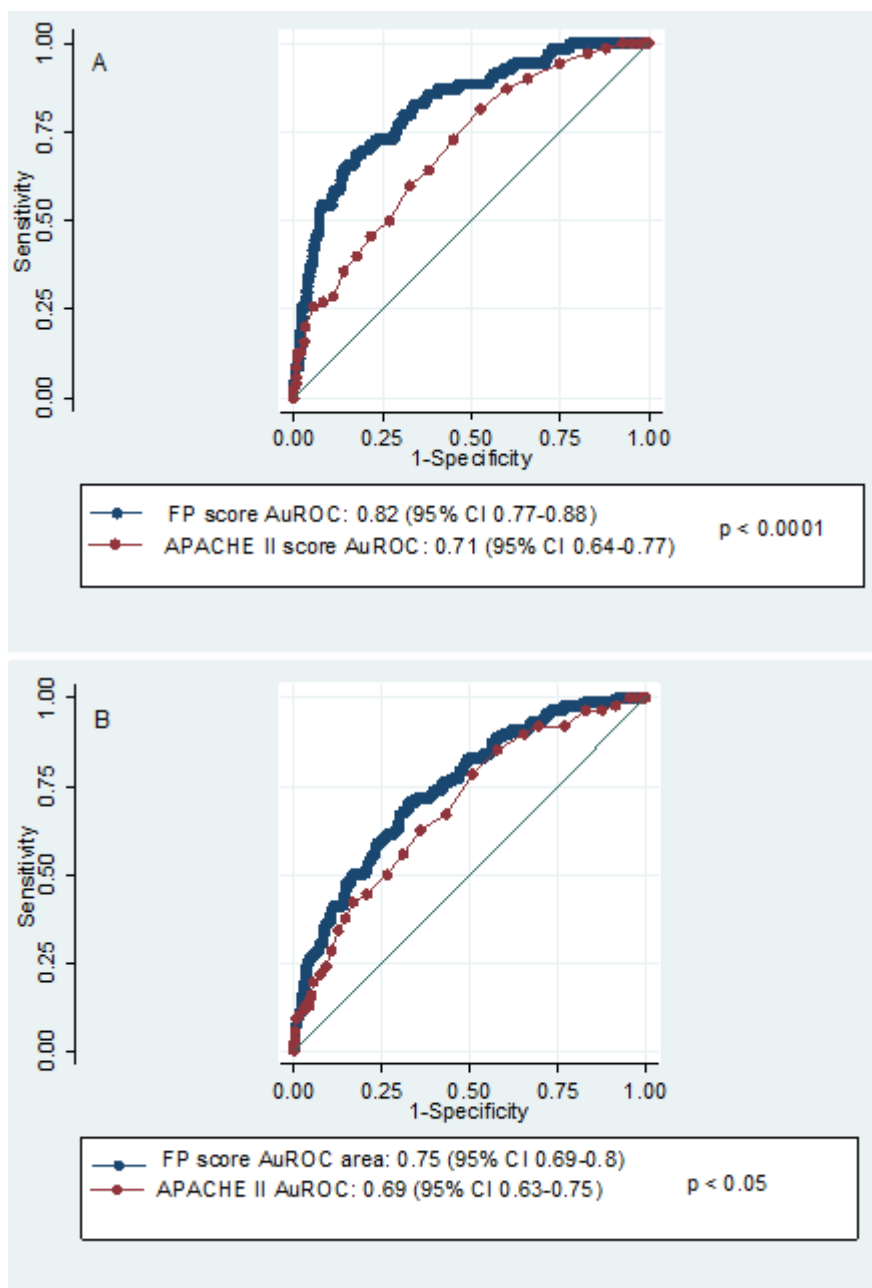 A
1.00
0.75
0.50
0.25
0.00
Sensitivity
0.00 0.25 0.50 0.75 1.00
1-Specificity
FP score AuROC: 0.82 (95% CI 0.77-0.88)
APACHE II score AuROC: 0.71 (95% CI 0.64-0.77)
p < 0.0001
B
1.00
0.75
0.50
0.25
0.00
Sensitivity
0.00 0.25 0.50 0.75 1.00
1-Specificity
FP score AuROC area: 0.75 (95% CI 0.69-0.8)
APACHE II AuROC: 0.69 (95% CI 0.63-0.75)
p < 0.05